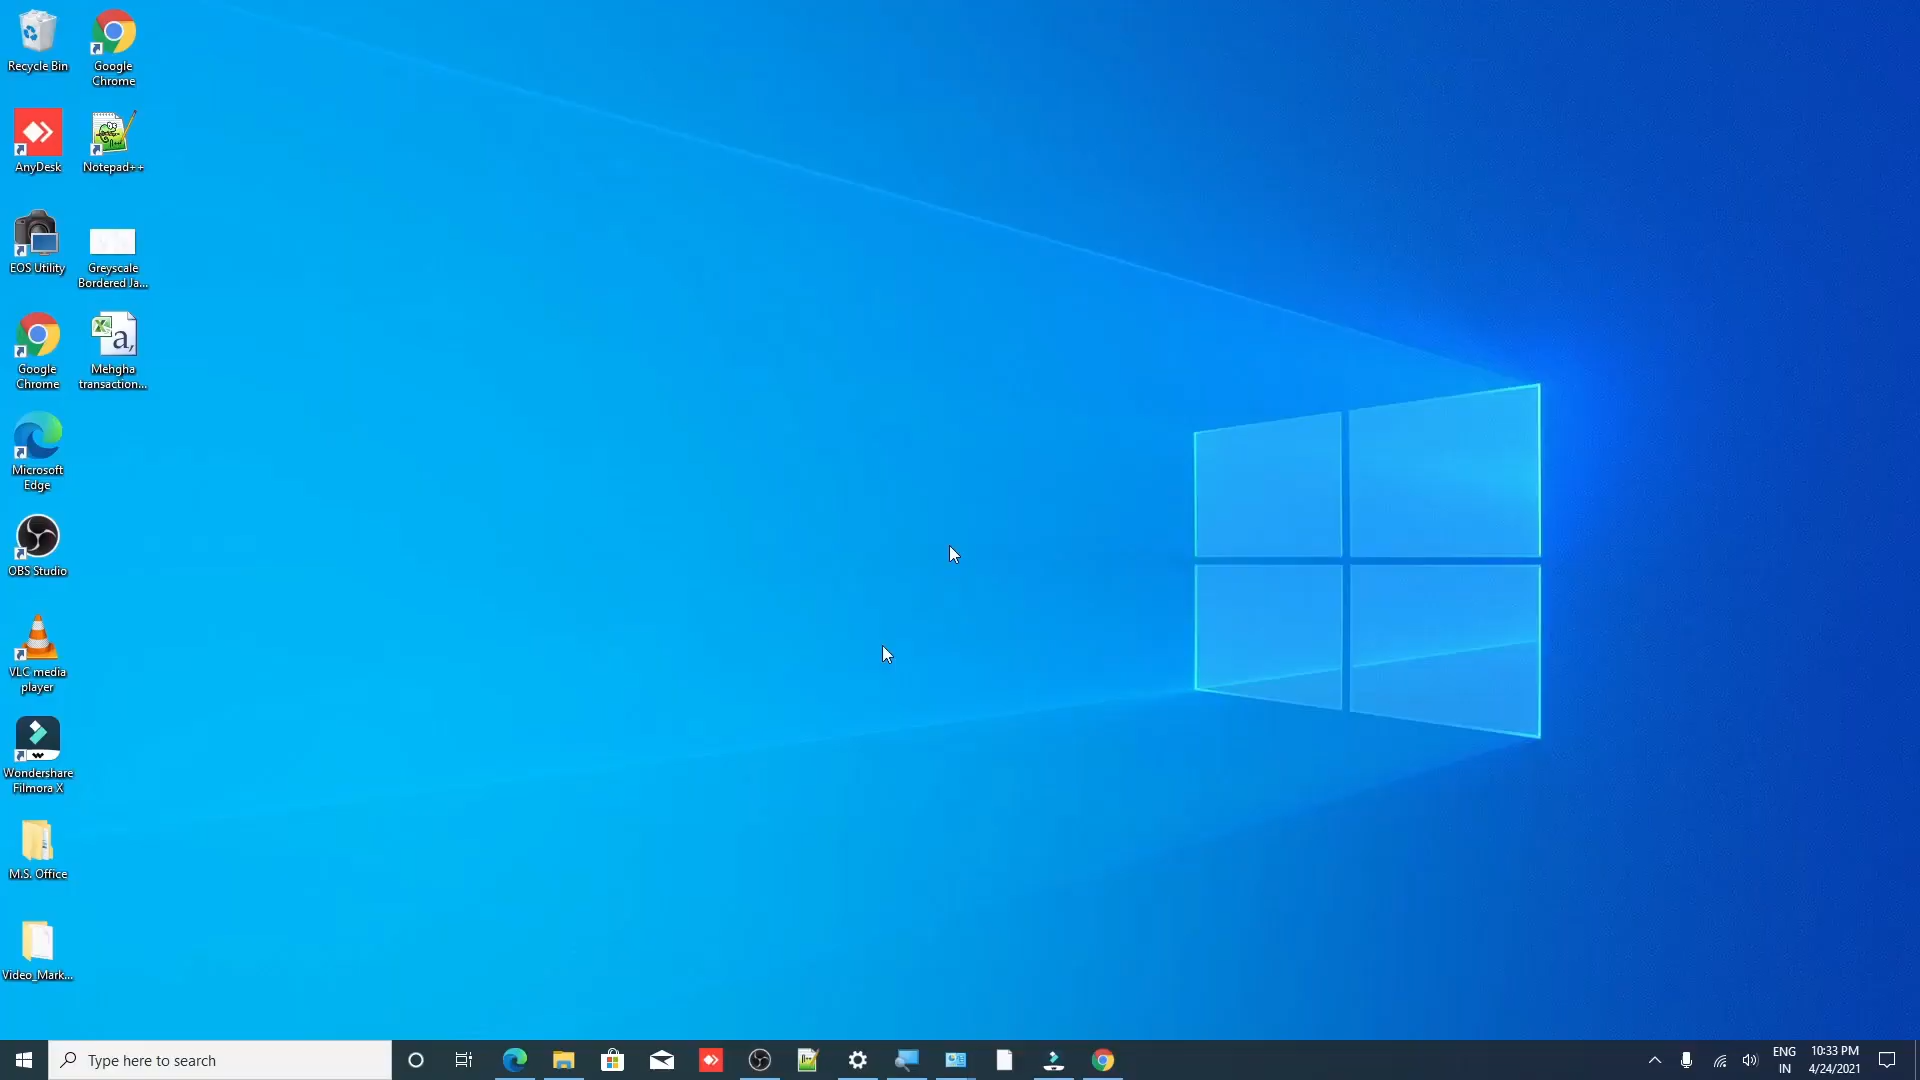 Recycle Bin
Google
Chrome
AnyDesk
Notepad++
EOS Utility
Greyscale
Bordered Ja...
Google
Chrome
Mehgha
transaction...
Microsoft
Edge
OBS Studio
VLC media
player
Wondershare
Filmora X
M.S. Office
Video_Mark...
Type here to search
ENG
IN
10:33 PM
4/24/2021